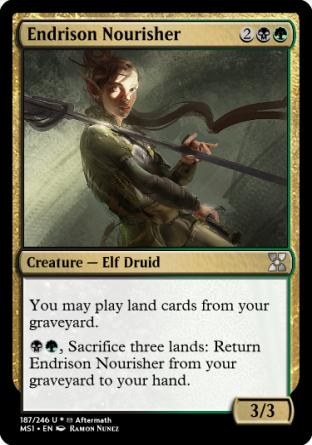 Endrison Nourisher 2
Creature — Elf Druid
You may play land cards from your
graveyard.
, Sacrifice three lands: Return
Endrison Nourisher from your
graveyard to your hand.
3/3
187/246 U * Aftermath
MS1 • EN Ramon Nunez